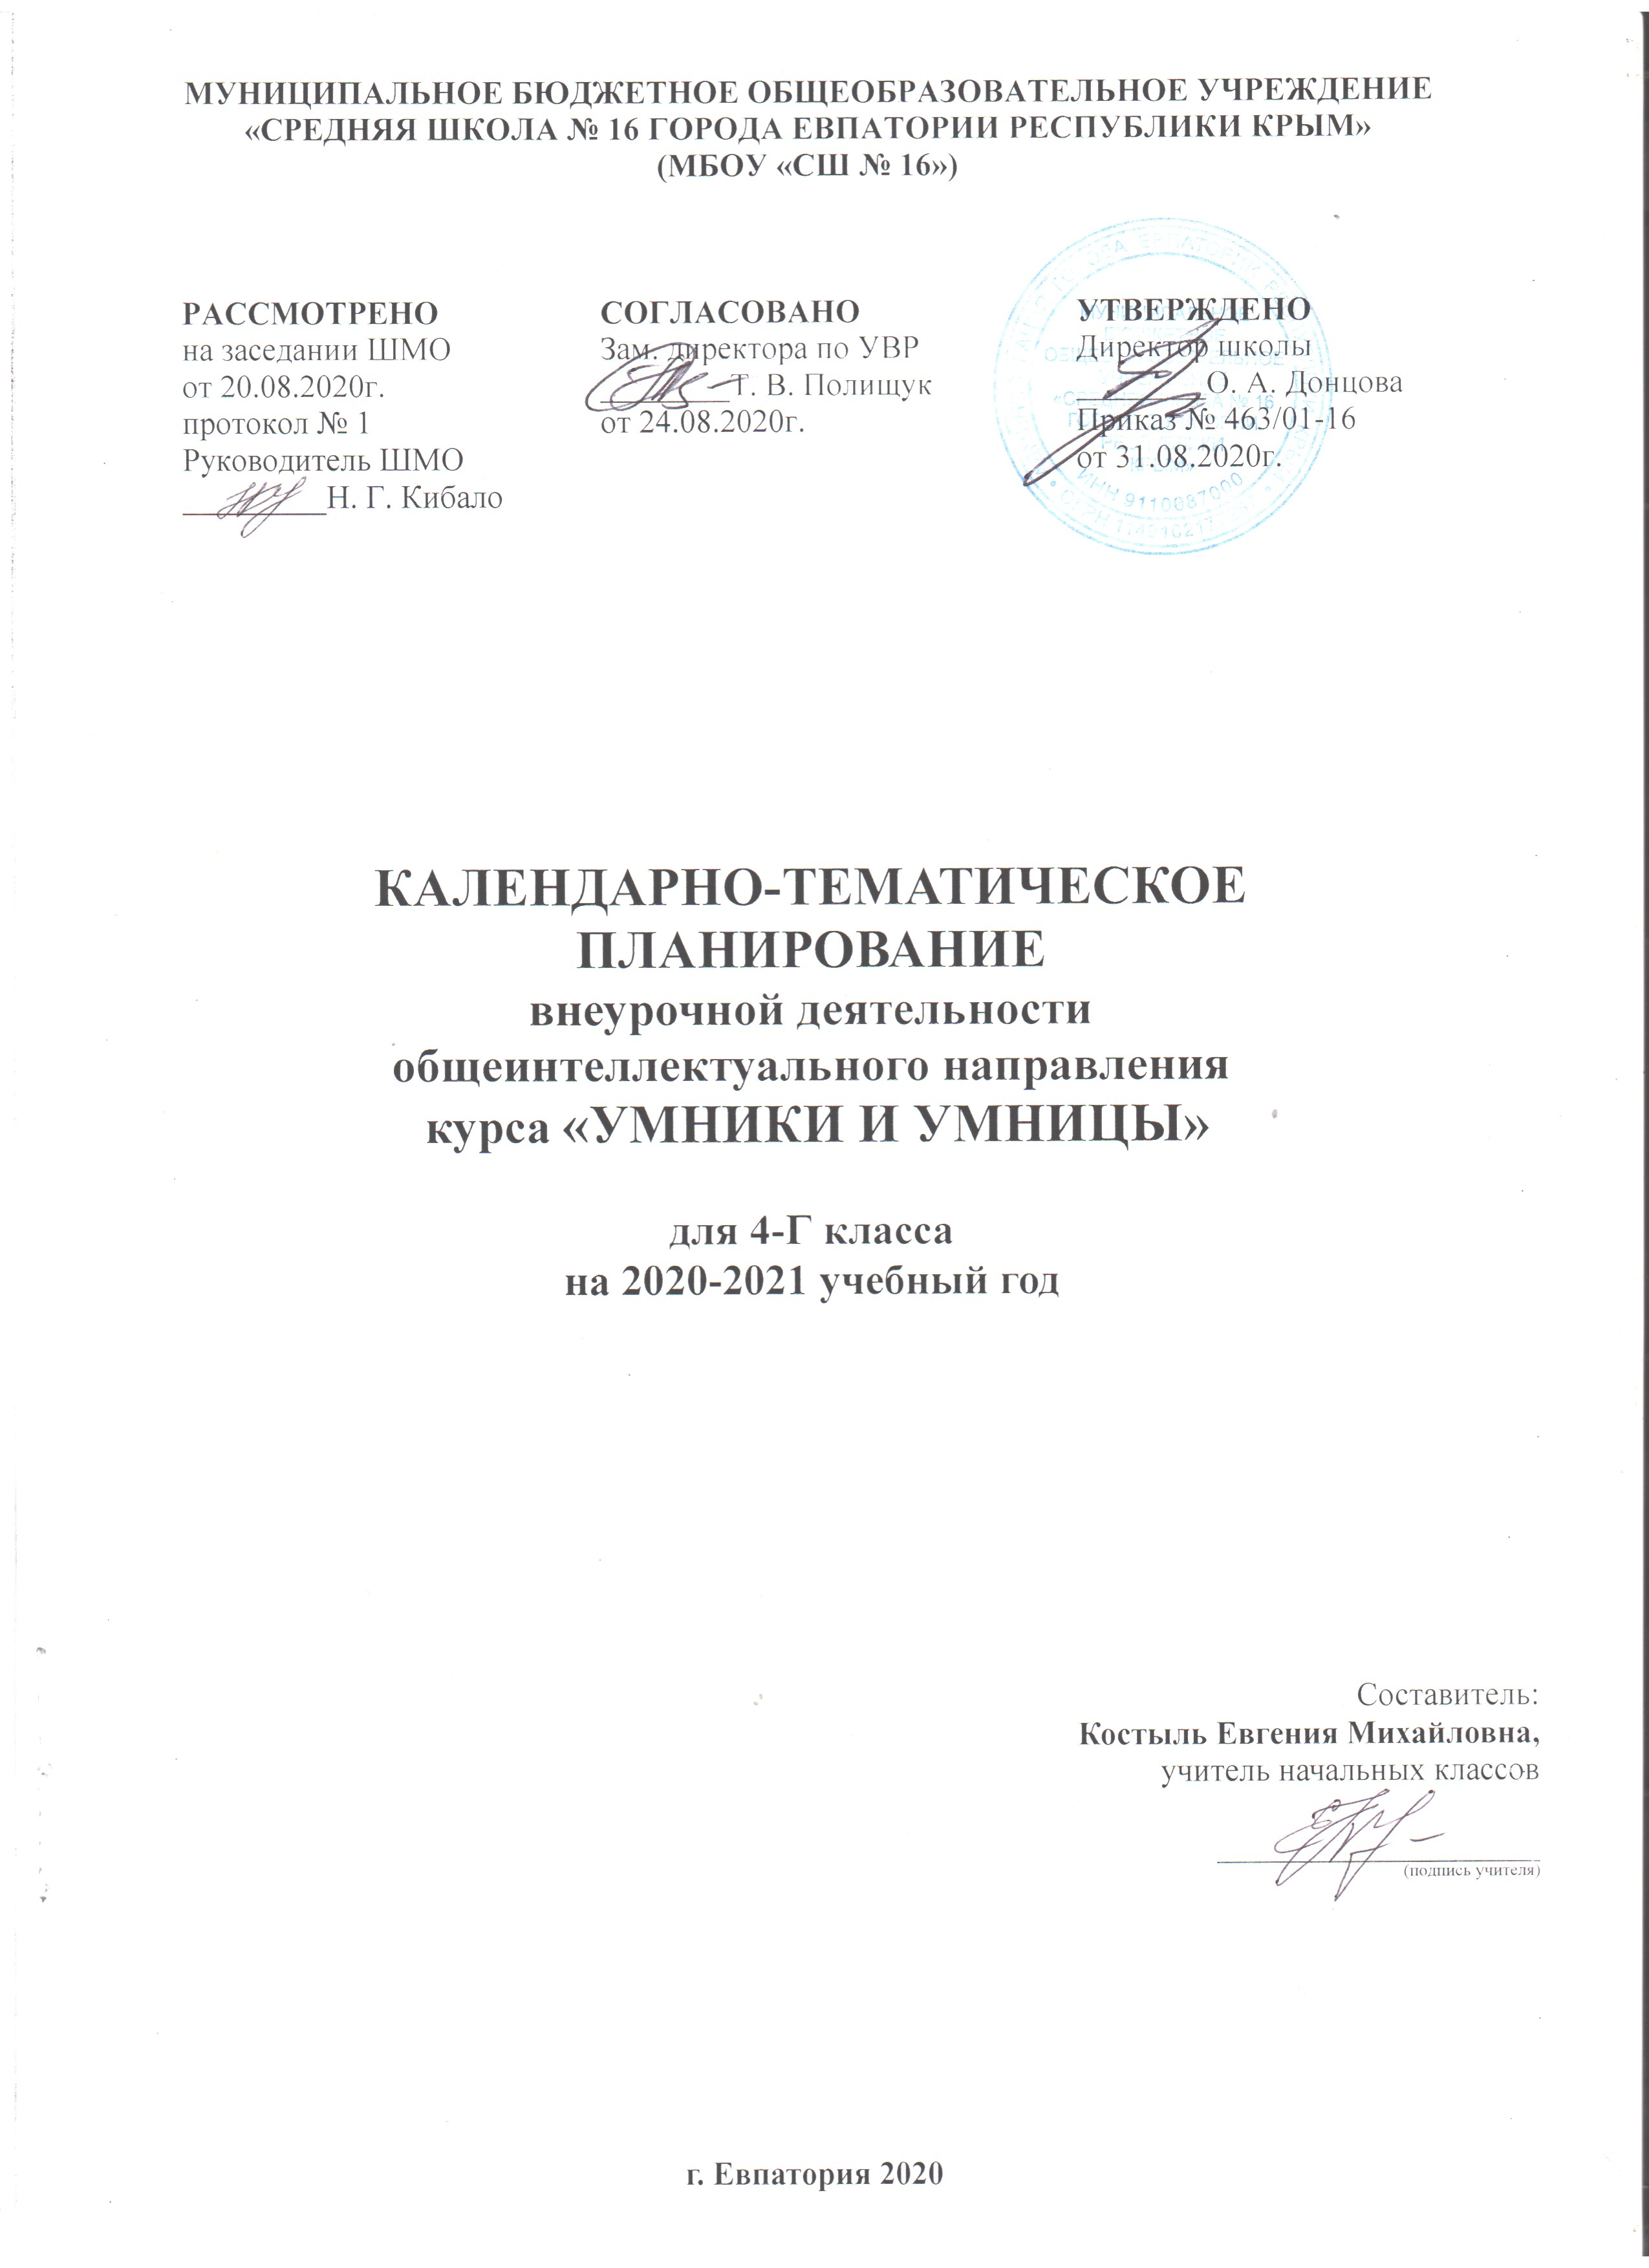 МУНИЦИПАЛЬНОЕ БЮДЖЕТНОЕ ОБЩЕОБРАЗОВАТЕЛЬНОЕ УЧРЕЖДЕНИЕ
«СРЕДНЯЯ ШКОЛА № 16 ГОРОДА ЕВПАТОРИИ РЕСПУБЛИКИ КРЫМ»
(МБОУ «СШ № 16»)
РАССМОТРЕНО
на заседании ШМО
от 20.08.2020г.
протокол № 1
Руководитель ШМО
Н. Г. Кибало
СОГЛАСОВАНО
Зам. директора по УВР
Т. В. Полищук
от 24.08.2020г.
УТВЕРЖДЕНО
Директор школы
О. А. Донцова
Приказ № 463/01-16
от 31.08.2020г.
ИНН 9110087000
КАЛЕНДАРНО-ТЕМАТИЧЕСКОЕ
ПЛАНИРОВАНИЕ
внеурочной деятельности
общеинтеллектуального направления
курса «УМНИКИ И УМНИЦЫ»
для 4-Г класса
на 2020-2021 учебный год
Составитель:
Костыль Евгения Михайловна,
учитель начальных классов
(подпись учителя)
г. Евпатория 2020